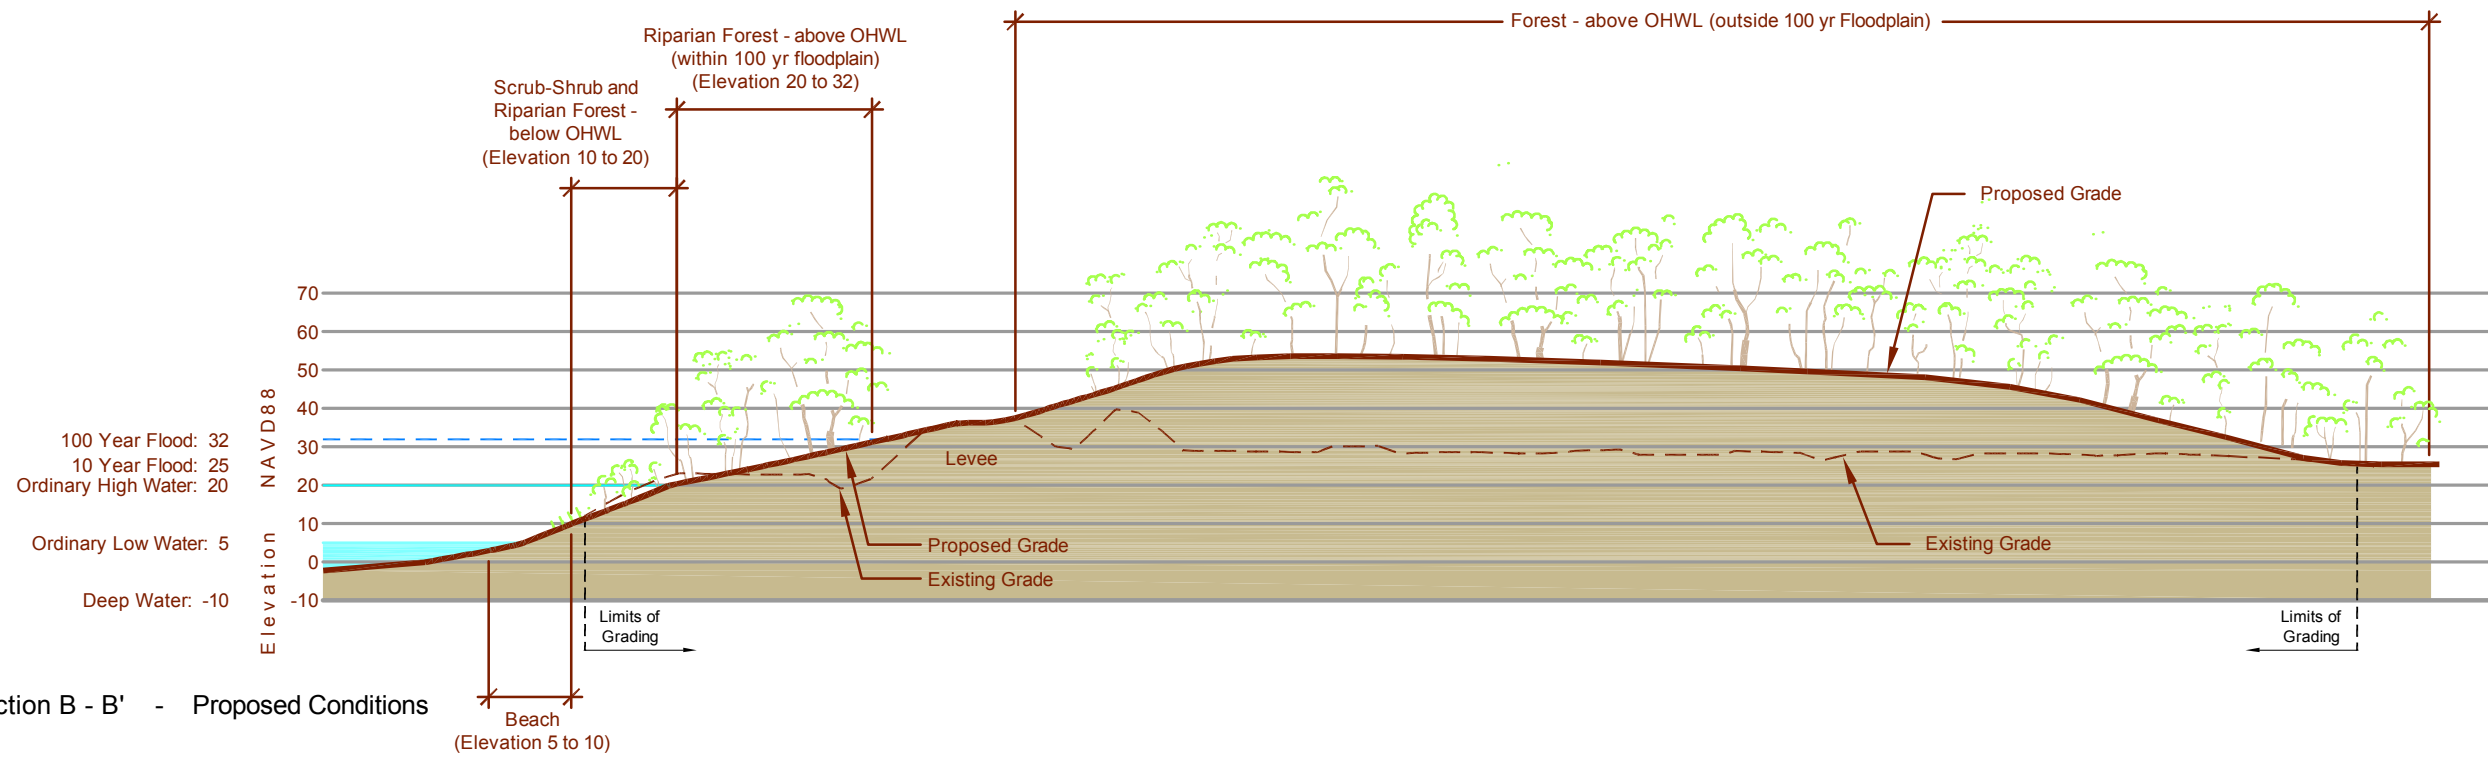 Forest - above OHWL (outside 100 yr Floodplain)
Riparian Forest - above OHWL
(within 100 yr floodplain)
(Elevation 20 to 32)
Scrub-Shrub and
Riparian Forest -
below OHWL
(Elevation 10 to 20)
Proposed Grade
70
60
50
40
30
20
10
0
-10
Elevation NAVD88
100 Year Flood: 32
10 Year Flood: 25
Ordinary High Water: 20
Ordinary Low Water: 5
Deep Water: -10
Levee
Proposed Grade
Existing Grade
Existing Grade
Limits of
Grading
Limits of
Grading
Beach
(Elevation 5 to 10)
ction B - B' - Proposed Conditions